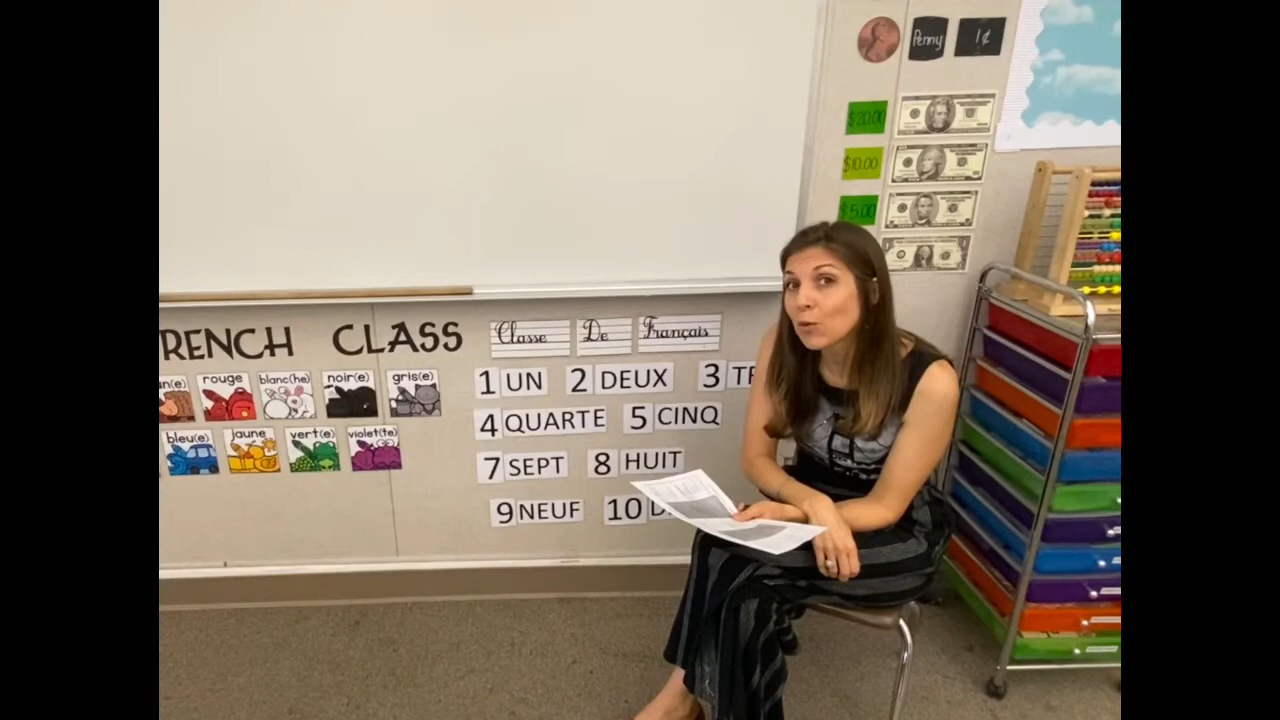 Penny 1¢
$20.00
$10.00
$5.00
RENCH CLASS
Classe De Français
rouge blanc(he) noir(e) gris(e)
bleu(e) jaune vert(e) violet(te)
1 UN 2 DEUX 3
4 QUARTE 5 CINQ
7 SEPT 8 HUIT
9 NEUF 10